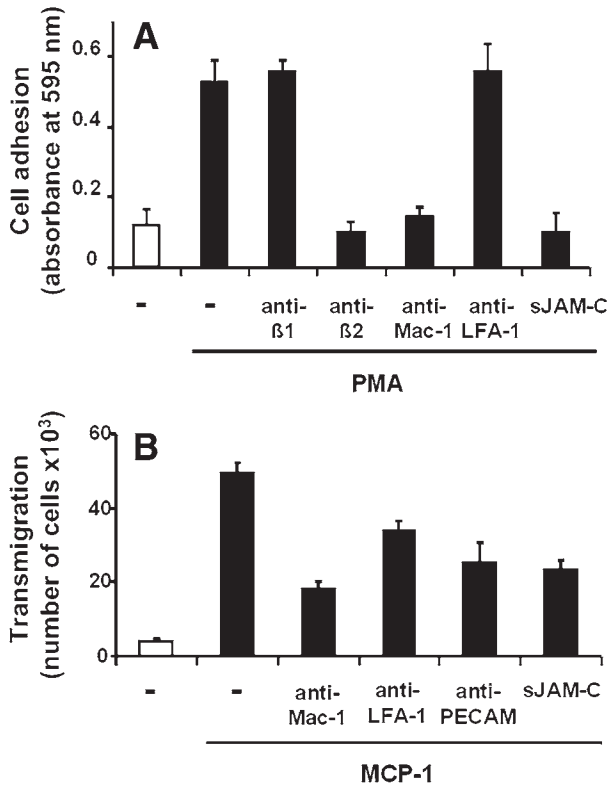 A
Cell adhesion
(absorbance at 595 nm)
0.6
0.4
0.2
0
- - anti- anti- anti- anti- sJAM-C
ß1 ß2 Mac-1 LFA-1
PMA
B
Transmigration
(number of cells x10³)
60
40
20
0
- - anti- anti- anti- sJAM-C
Mac-1 LFA-1 PECAM
MCP-1